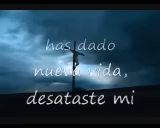 has dado
nueva vida,
desataste mi